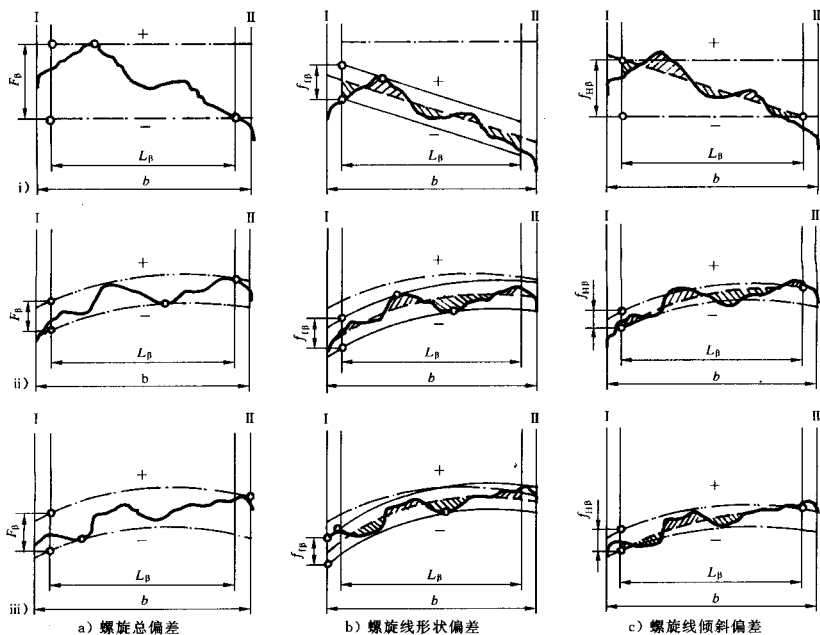 I II I II I II
+ + +
Fβ ffβ fHβ
− − −
Lβ Lβ Lβ
i) b b b
I II I II I II
+ + +
Fβ ffβ fHβ
− − −
Lβ Lβ Lβ
ii) b b b
I II I II I II
+ + +
Fβ ffβ fHβ
− − −
Lβ Lβ Lβ
iii) b b b
a) 螺旋总偏差 b) 螺旋线形状偏差 c) 螺旋线倾斜偏差